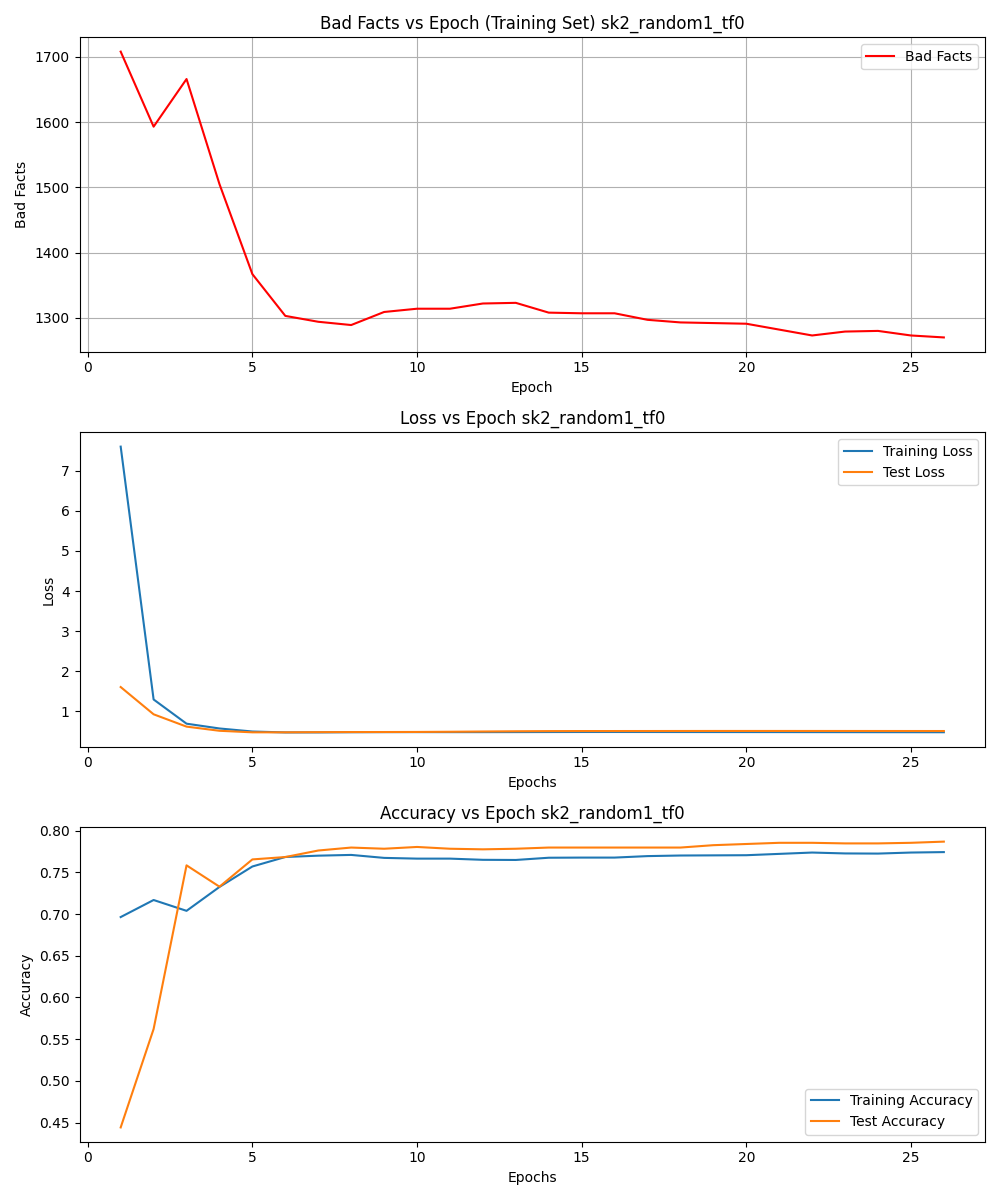 Bad Facts vs Epoch (Training Set) sk2_random1_tf0
1700
1600
1500
1400
1300
Bad Facts
Bad Facts
0 5 10 15 20 25
Epoch
Loss vs Epoch sk2_random1_tf0
7
6
5
4
3
2
1
Loss
Training Loss
Test Loss
0 5 10 15 20 25
Epochs
Accuracy vs Epoch sk2_random1_tf0
0.80
0.75
0.70
0.65
0.60
0.55
0.50
0.45
Accuracy
Training Accuracy
Test Accuracy
0 5 10 15 20 25
Epochs